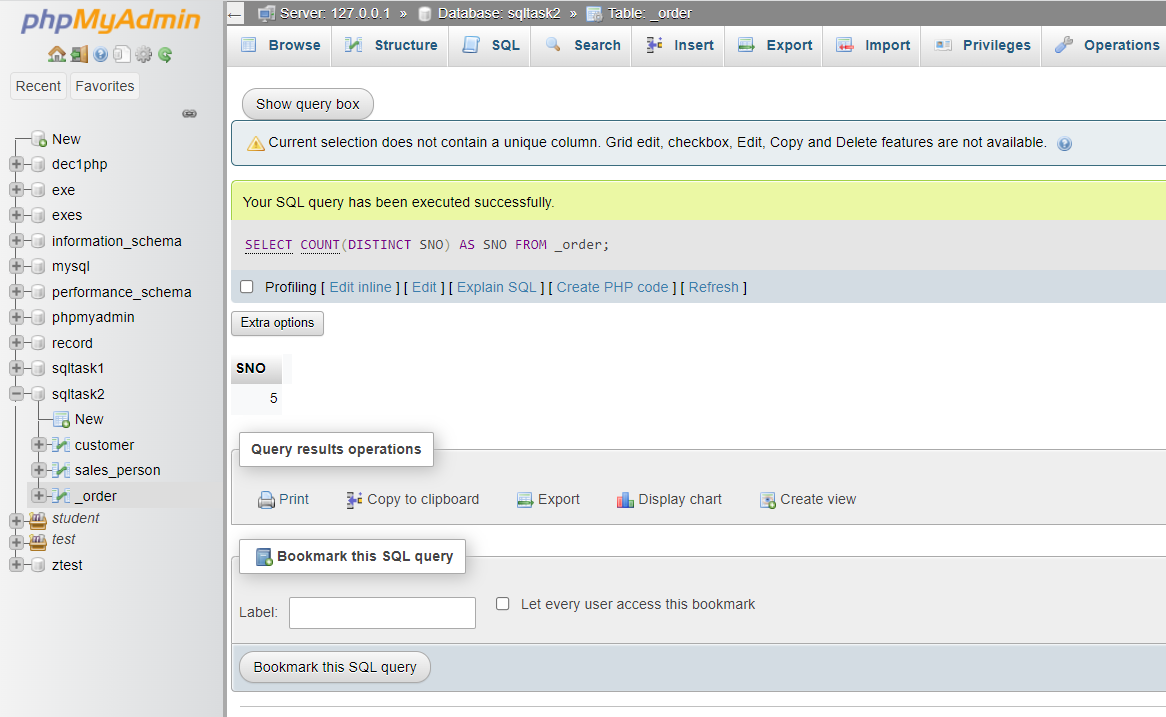 phpMyAdmin
Recent Favorites
New
dec1php
exe
exes
information_schema
mysql
performance_schema
phpmyadmin
record
sqltask1
sqltask2
New
customer
sales_person
_order
student
test
ztest
Server: 127.0.0.1 » Database: sqltask2 » Table: _order
Browse Structure SQL Search Insert Export Import Privileges Operations
Show query box
Current selection does not contain a unique column. Grid edit, checkbox, Edit, Copy and Delete features are not available.
Your SQL query has been executed successfully.
SELECT COUNT(DISTINCT SNO) AS SNO FROM _order;
Profiling [ Edit inline ] [ Edit ] [ Explain SQL ] [ Create PHP code ] [ Refresh ]
Extra options
SNO
5
Query results operations
Print Copy to clipboard Export Display chart Create view
Bookmark this SQL query
Label: Let every user access this bookmark
Bookmark this SQL query